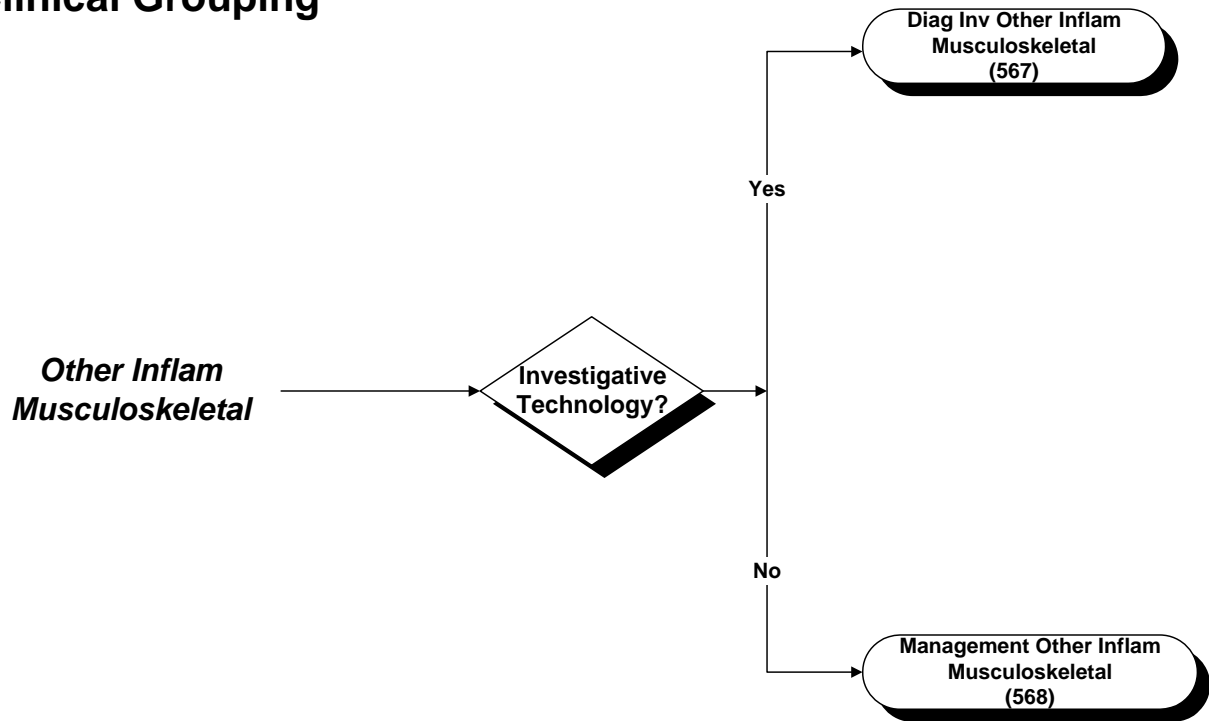 Clinical Grouping
Diag Inv Other Inflam
Musculoskeletal
(567)
Yes
Other Inflam
Musculoskeletal
Investigative
Technology?
No
Management Other Inflam
Musculoskeletal
(568)